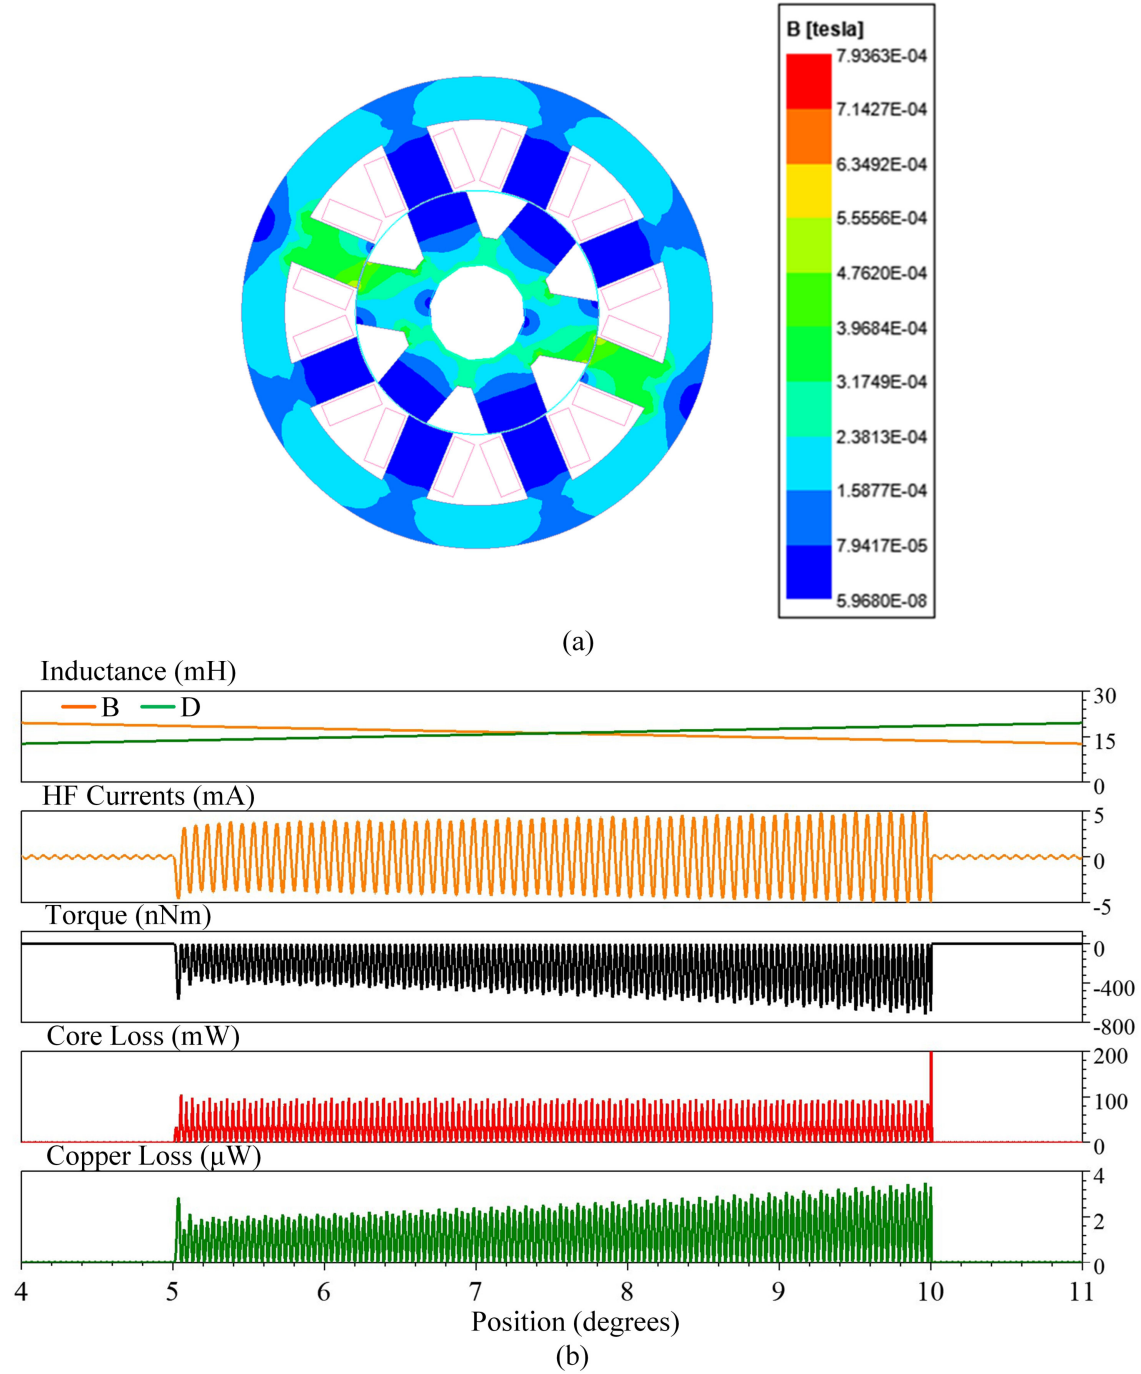 B [tesla]
7.9363E-04
7.1427E-04
6.3492E-04
5.5556E-04
4.7620E-04
3.9684E-04
3.1749E-04
2.3813E-04
1.5877E-04
7.9417E-05
5.9680E-08
(a)
Inductance (mH)
B D
30
15
0
HF Currents (mA)
5
0
-5
Torque (nNm)
0
-400
-800
Core Loss (mW)
200
100
0
Copper Loss (μW)
4
2
0
4 5 6 7 8 9 10 11
Position (degrees)
(b)